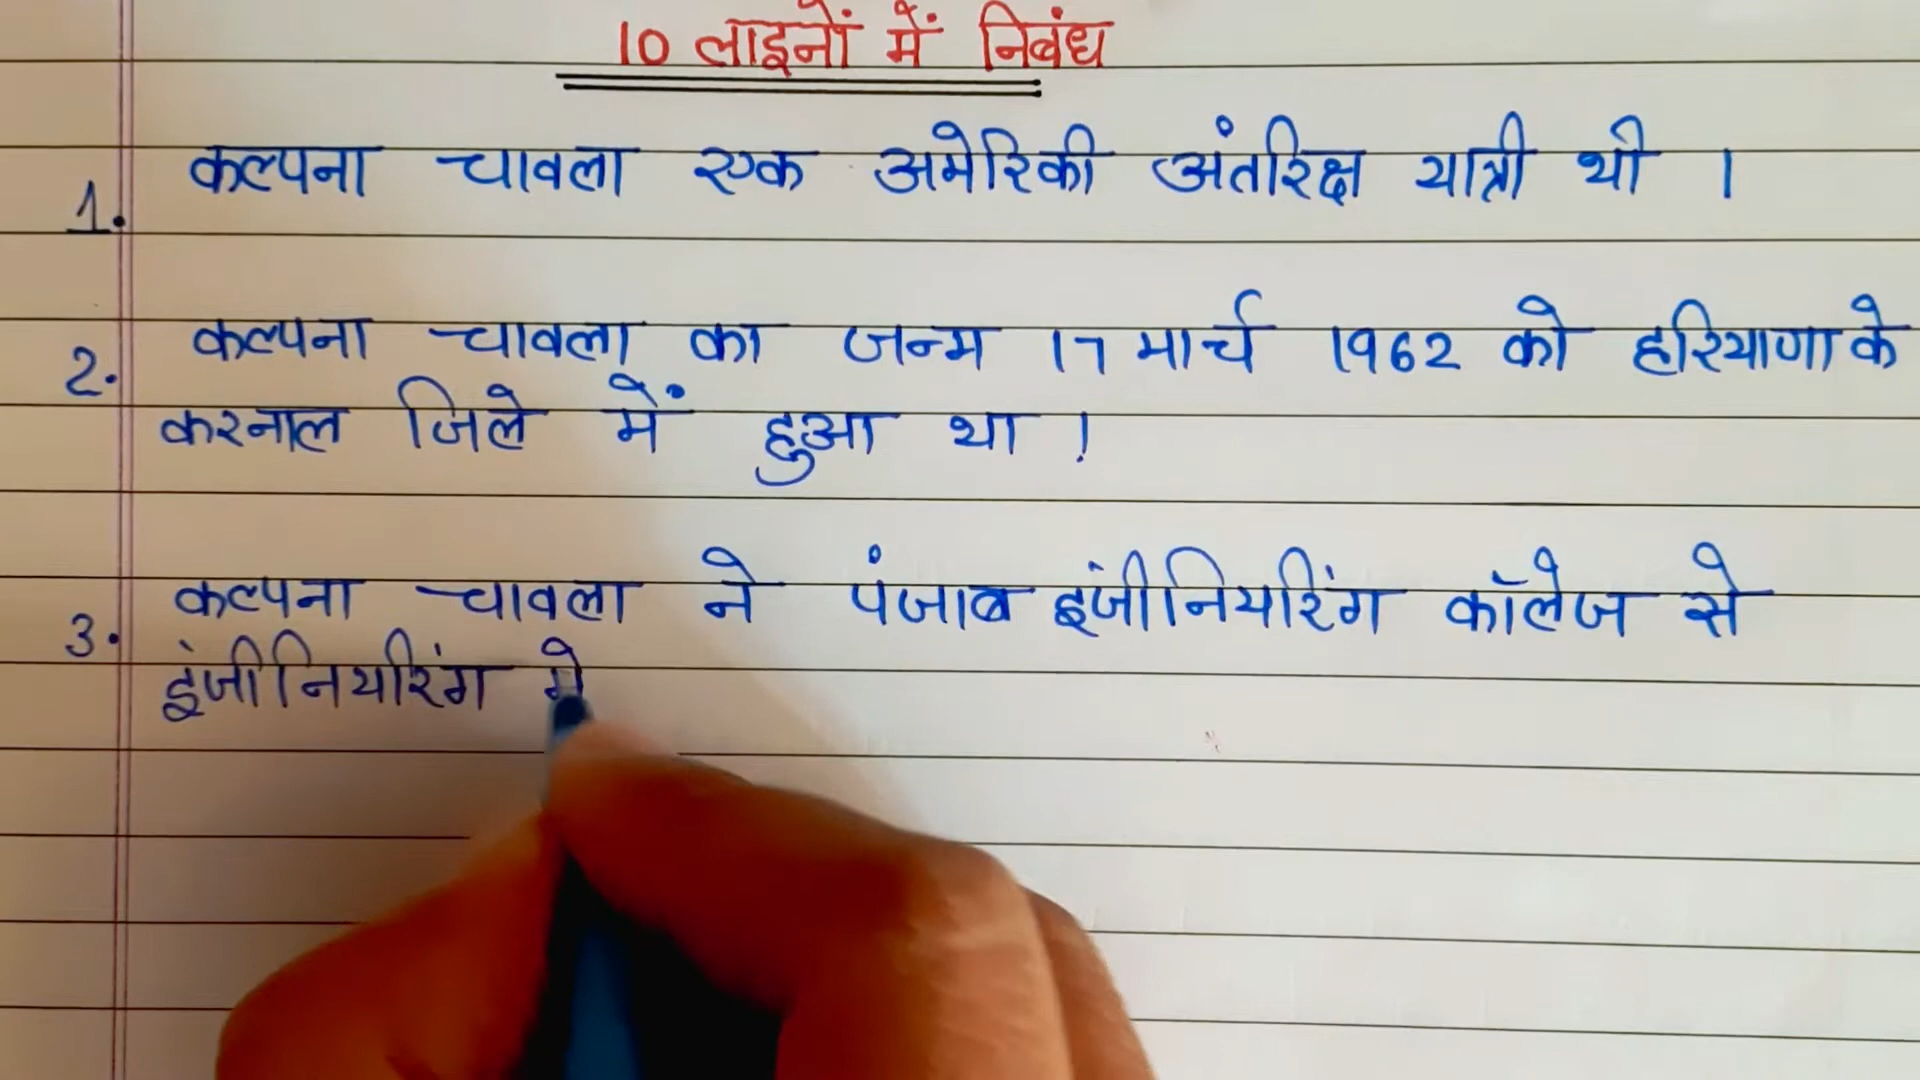 10 लाइनों में निबंध
1. कल्पना चावला एक अमेरिकी अंतरिक्ष यात्री थी ।
2. कल्पना चावला का जन्म 17 मार्च 1962 को हरियाणा के
करनाल जिले में हुआ था !
3. कल्पना चावला ने पंजाब इंजीनियरिंग कॉलेज से
इंजीनियरिंग मे